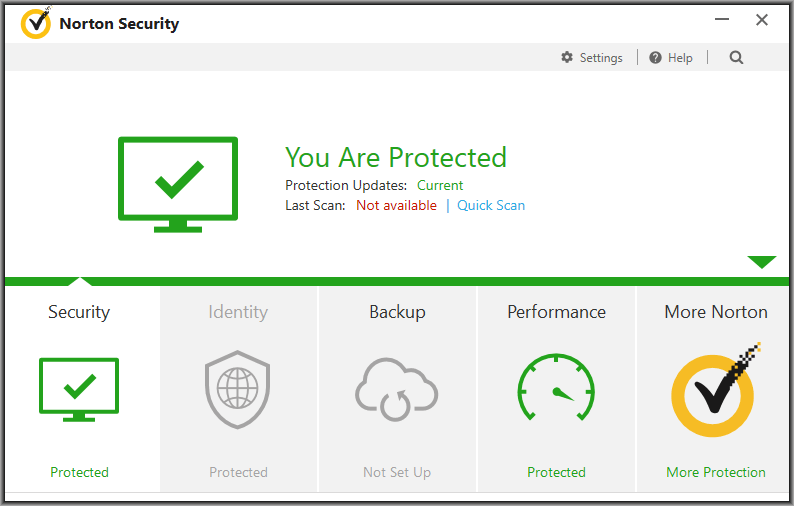 Norton Security
Settings | Help |
You Are Protected
Protection Updates: Current
Last Scan: Not available | Quick Scan
Security Identity Backup Performance More Norton
Protected Protected Not Set Up Protected More Protection